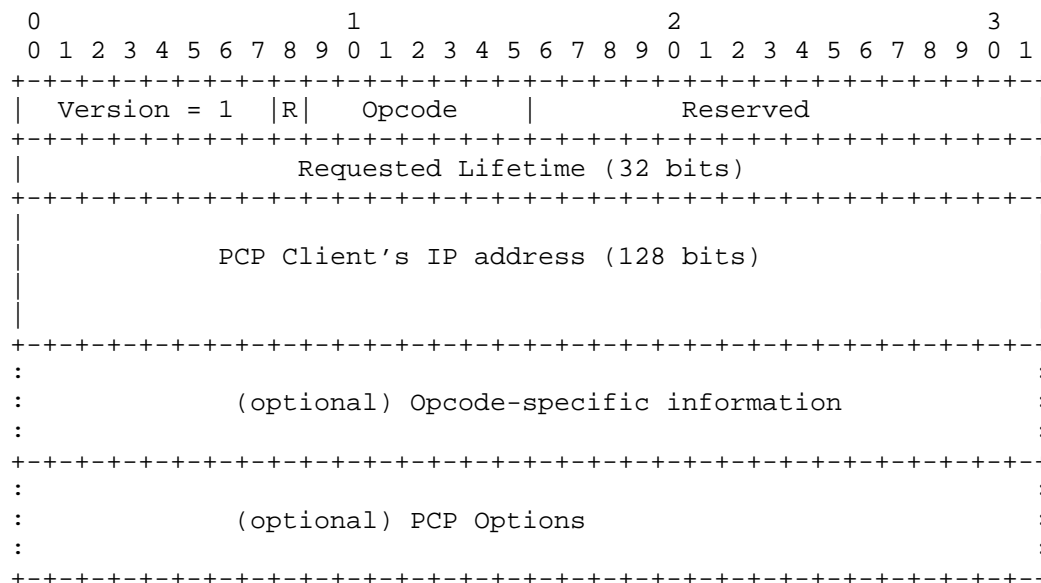 0                   1                   2                   3
 0 1 2 3 4 5 6 7 8 9 0 1 2 3 4 5 6 7 8 9 0 1 2 3 4 5 6 7 8 9 0 1
+-+-+-+-+-+-+-+-+-+-+-+-+-+-+-+-+-+-+-+-+-+-+-+-+-+-+-+-+-+-+-+-
|  Version = 1  |R|   Opcode    |         Reserved              |
+-+-+-+-+-+-+-+-+-+-+-+-+-+-+-+-+-+-+-+-+-+-+-+-+-+-+-+-+-+-+-+-
|                 Requested Lifetime (32 bits)                  |
+-+-+-+-+-+-+-+-+-+-+-+-+-+-+-+-+-+-+-+-+-+-+-+-+-+-+-+-+-+-+-+-
|                                                               |
|            PCP Client’s IP address (128 bits)                 |
|                                                               |
|                                                               |
+-+-+-+-+-+-+-+-+-+-+-+-+-+-+-+-+-+-+-+-+-+-+-+-+-+-+-+-+-+-+-+-
:                                                               :
:             (optional) Opcode-specific information            :
:                                                               :
+-+-+-+-+-+-+-+-+-+-+-+-+-+-+-+-+-+-+-+-+-+-+-+-+-+-+-+-+-+-+-+-
:                                                               :
:             (optional) PCP Options                            :
:                                                               :
+-+-+-+-+-+-+-+-+-+-+-+-+-+-+-+-+-+-+-+-+-+-+-+-+-+-+-+-+-+-+-+-